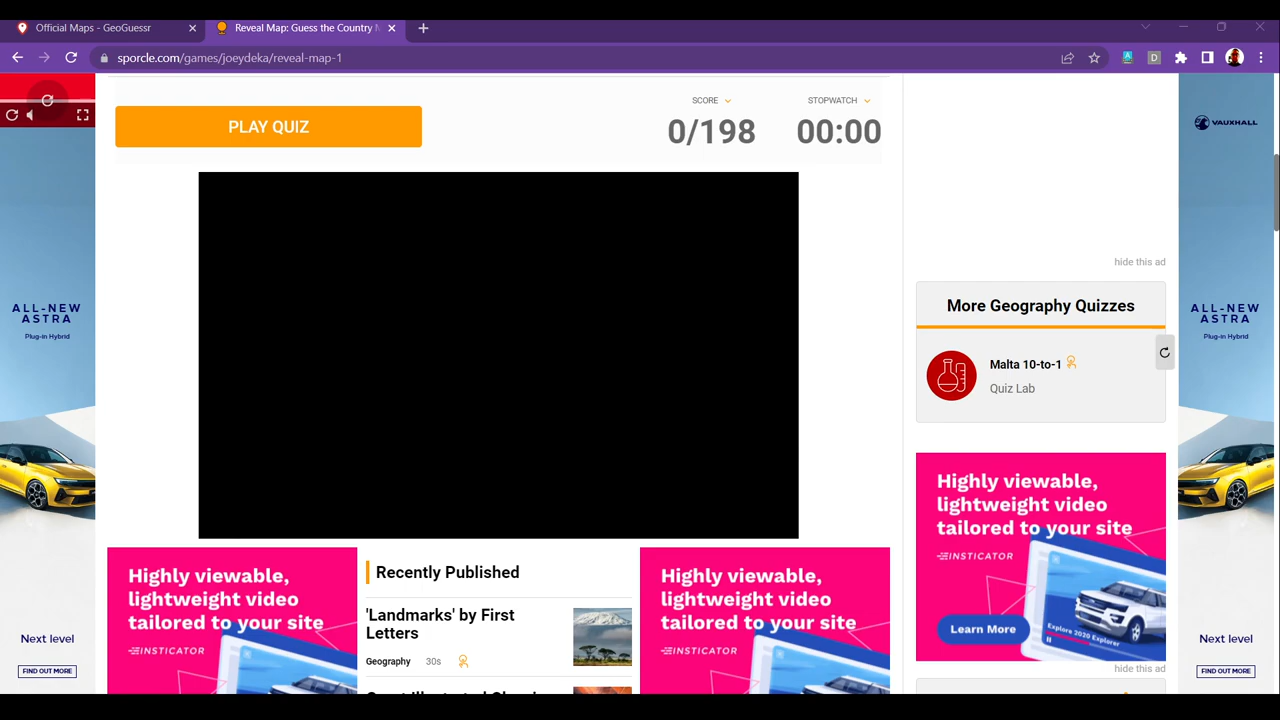 Official Maps - GeoGuessr
Reveal Map: Guess the Country
sporcle.com/games/joeydeka/reveal-map-1
PLAY QUIZ
SCORE
0/198
STOPWATCH
00:00
VAUXHALL
hide this ad
More Geography Quizzes
Malta 10-to-1
Quiz Lab
ALL-NEW
ASTRA
Plug-in Hybrid
ALL-NEW
ASTRA
Plug-in Hybrid
Highly viewable,
lightweight video
tailored to your site
INSTICATOR
Learn More
Explore 2020 Explorer
hide this ad
Highly viewable,
lightweight video
tailored to your site
INSTICATOR
Recently Published
'Landmarks' by First
Letters
Geography 30s
Highly viewable,
lightweight video
tailored to your site
INSTICATOR
Next level
FIND OUT MORE
Next level
FIND OUT MORE